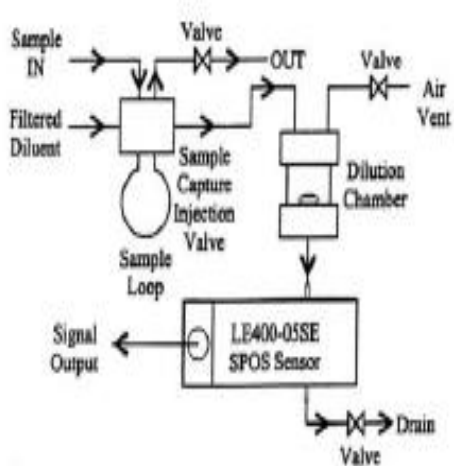 Sample
IN
Valve
OUT
Valve
Air
Vent
Filtered
Diluent
Sample
Capture
Injection
Valve
Sample
Loop
Dilution
Chamber
Signal
Output
LE400-05SE
SPOS Sensor
Drain
Valve